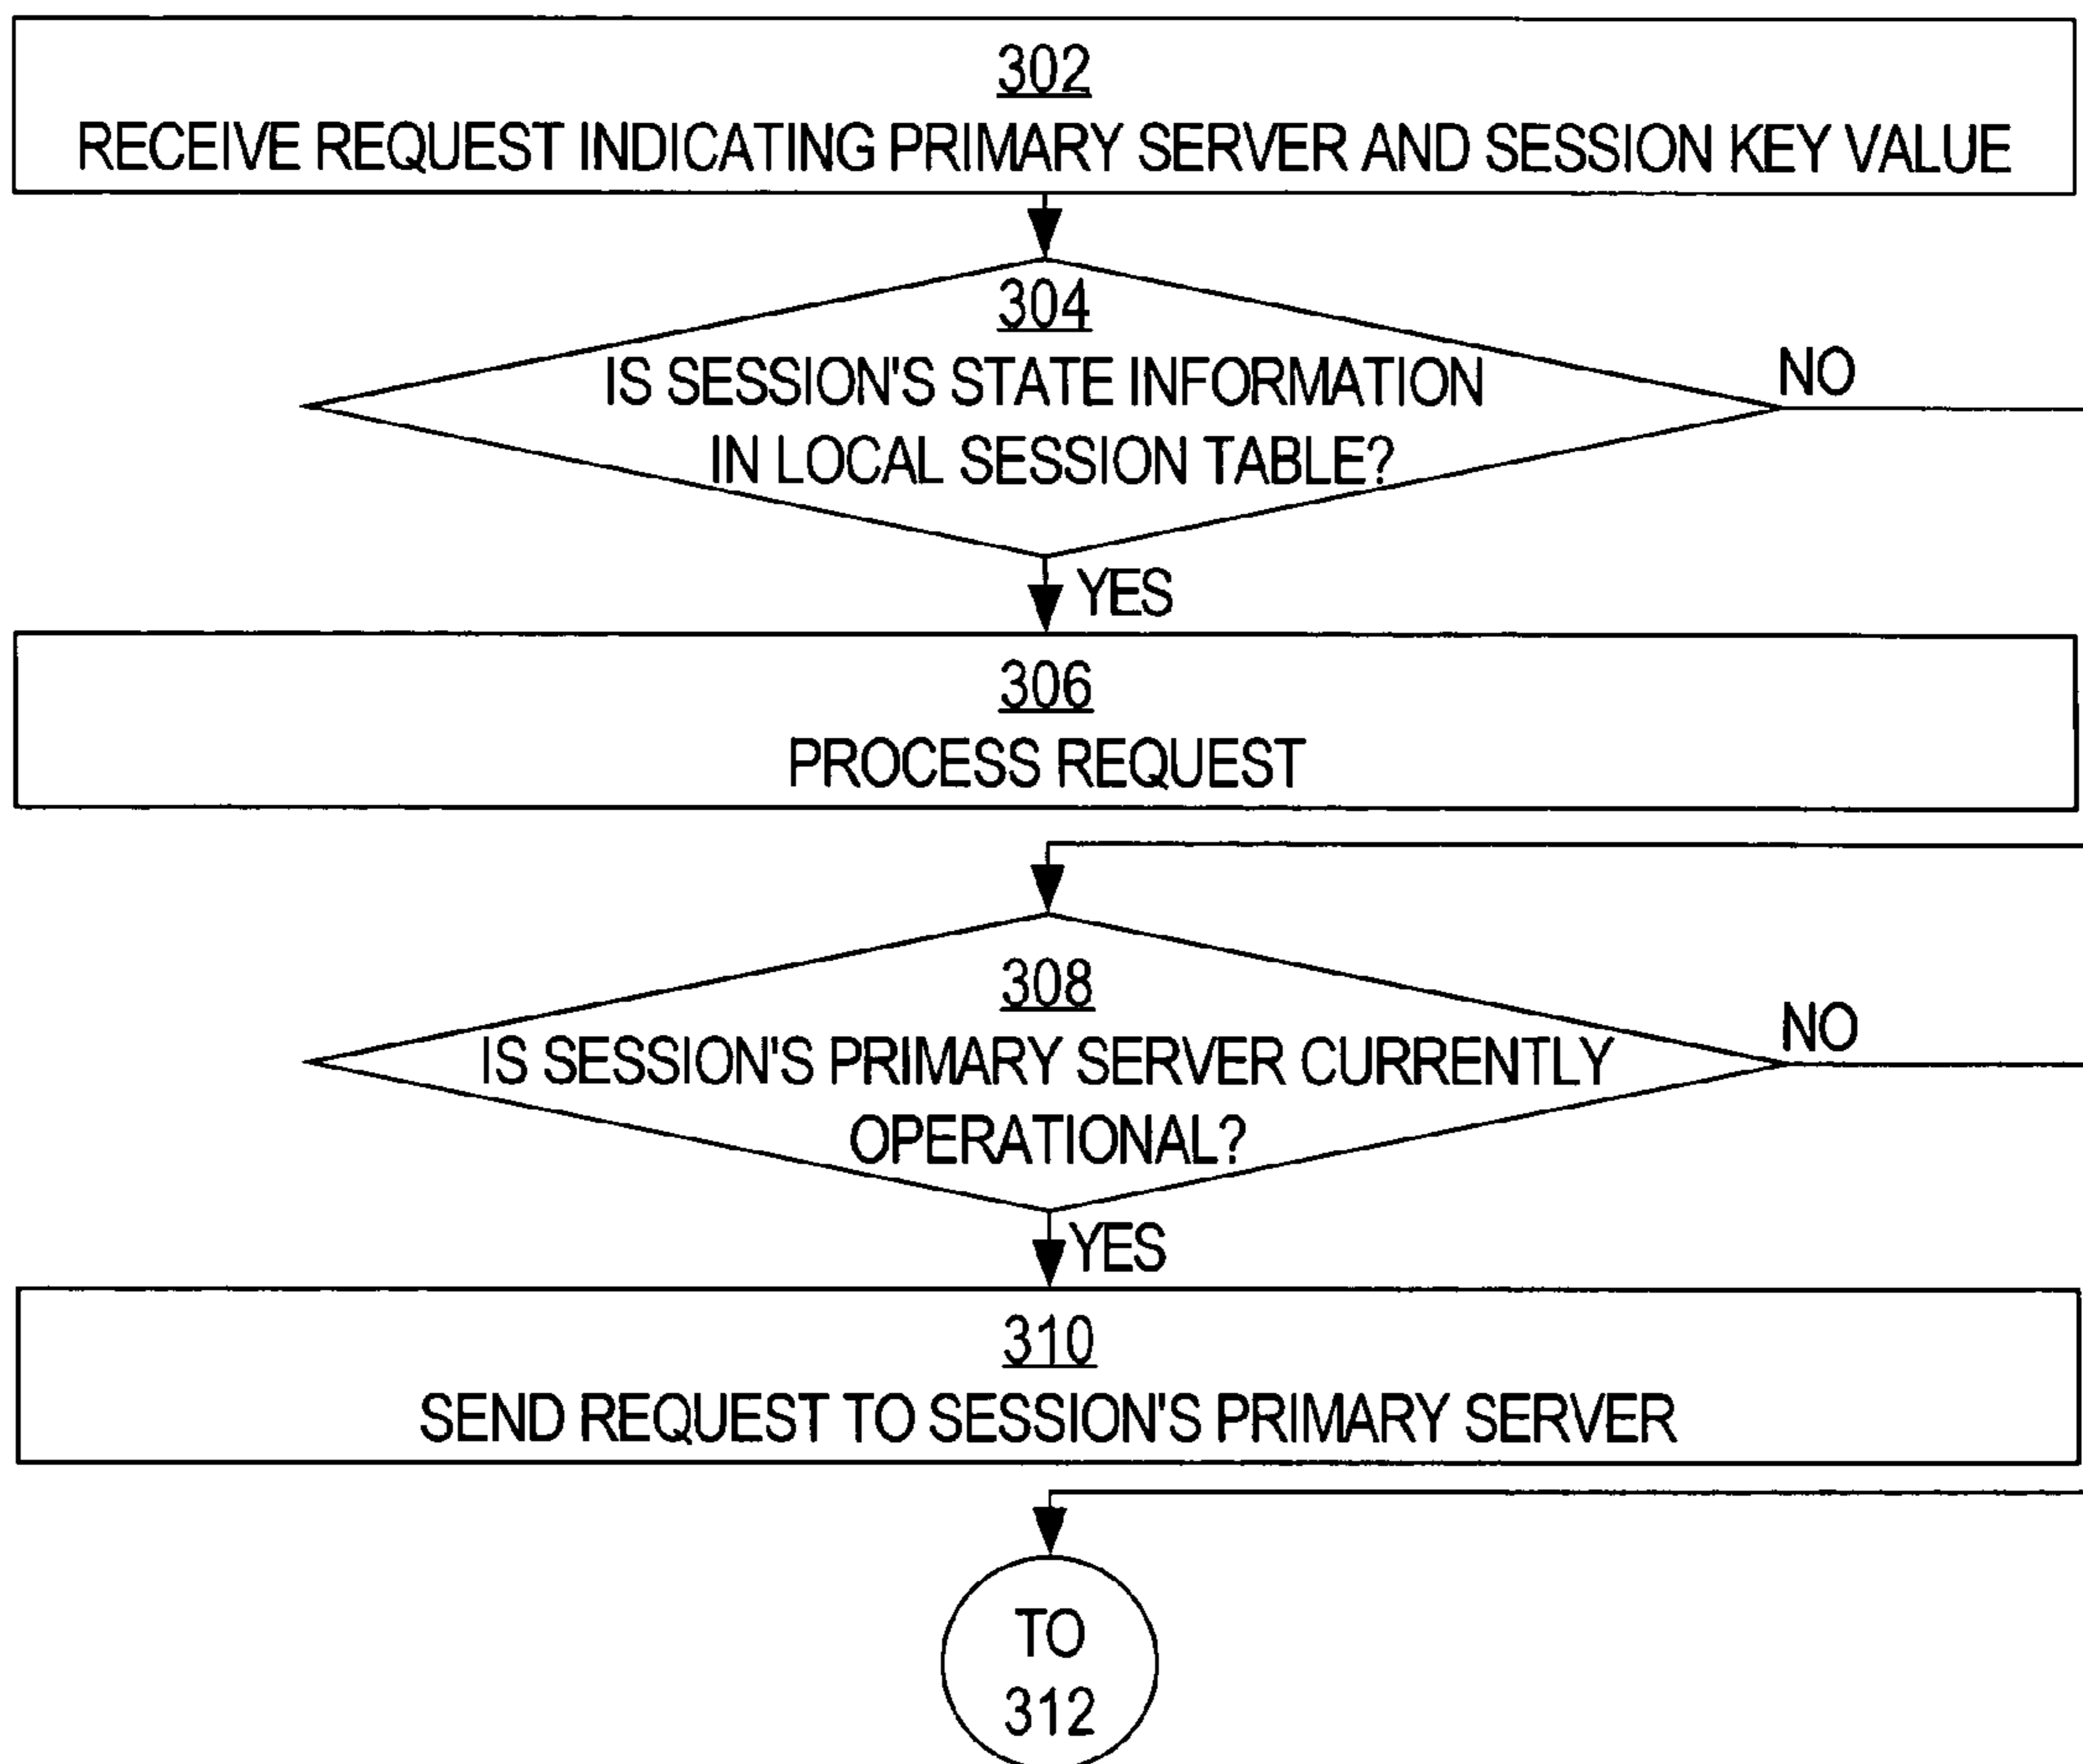 302
RECEIVE REQUEST INDICATING PRIMARY SERVER AND SESSION KEY VALUE
304
IS SESSION'S STATE INFORMATION
IN LOCAL SESSION TABLE?
NO
YES
306
PROCESS REQUEST
308
IS SESSION'S PRIMARY SERVER CURRENTLY
OPERATIONAL?
NO
YES
310
SEND REQUEST TO SESSION'S PRIMARY SERVER
TO
312